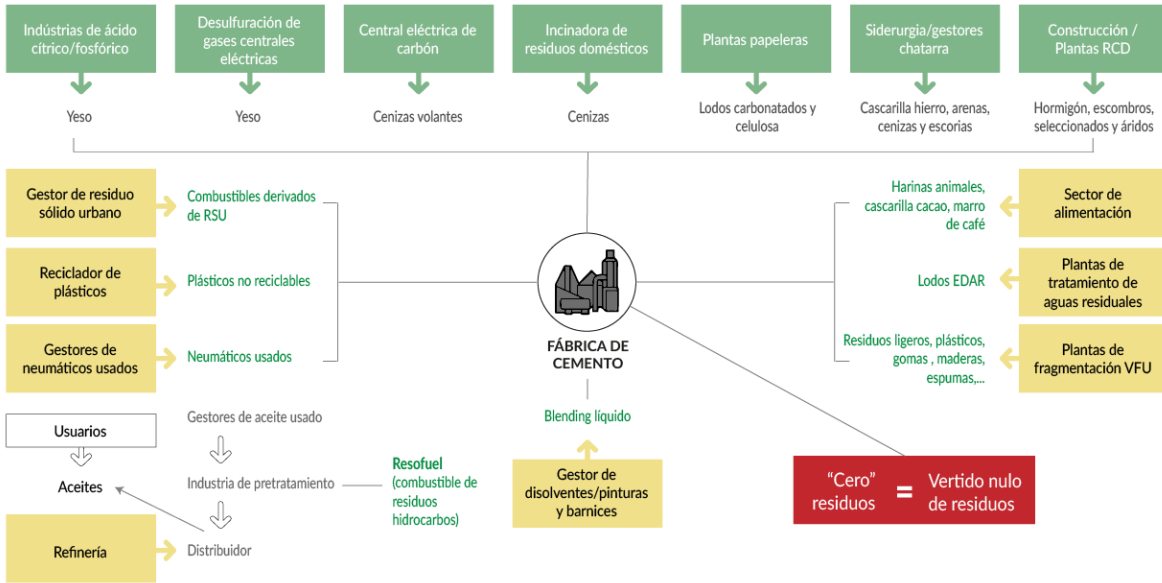 Indústrias de ácido
cítrico/fosfórico
Desulfuración de
gases centrales
eléctricas
Central eléctrica de
carbón
Incinadora de
residuos domésticos
Plantas papeleras
Siderurgia/gestores
chatarra
Construcción /
Plantas RCD
Yeso
Yeso
Cenizas volantes
Cenizas
Lodos carbonatados y
celulosa
Cascarilla hierro, arenas,
cenizas y escorias
Hormigón, escombros,
seleccionados y áridos
Gestor de residuo
sólido urbano
Combustibles derivados
de RSU
Harinas animales,
cascarilla cacao, marro
de café
Sector de
alimentación
Reciclador de
plásticos
Plásticos no reciclables
Lodos EDAR
Plantas de
tratamiento de
aguas residuales
Gestores de
neumáticos usados
Neumáticos usados
FÁBRICA DE
CEMENTO
Residuos ligeros, plásticos,
gomas , maderas,
espumas,...
Plantas de
fragmentación VFU
Usuarios
Gestores de aceite usado
Blending líquido
Aceites
Industria de pretratamiento
Resofuel
(combustible de
residuos
hidrocarbos)
Gestor de
disolventes/pinturas
y barnices
"Cero"
residuos
=
Vertido nulo
de residuos
Refinería
Distribuidor